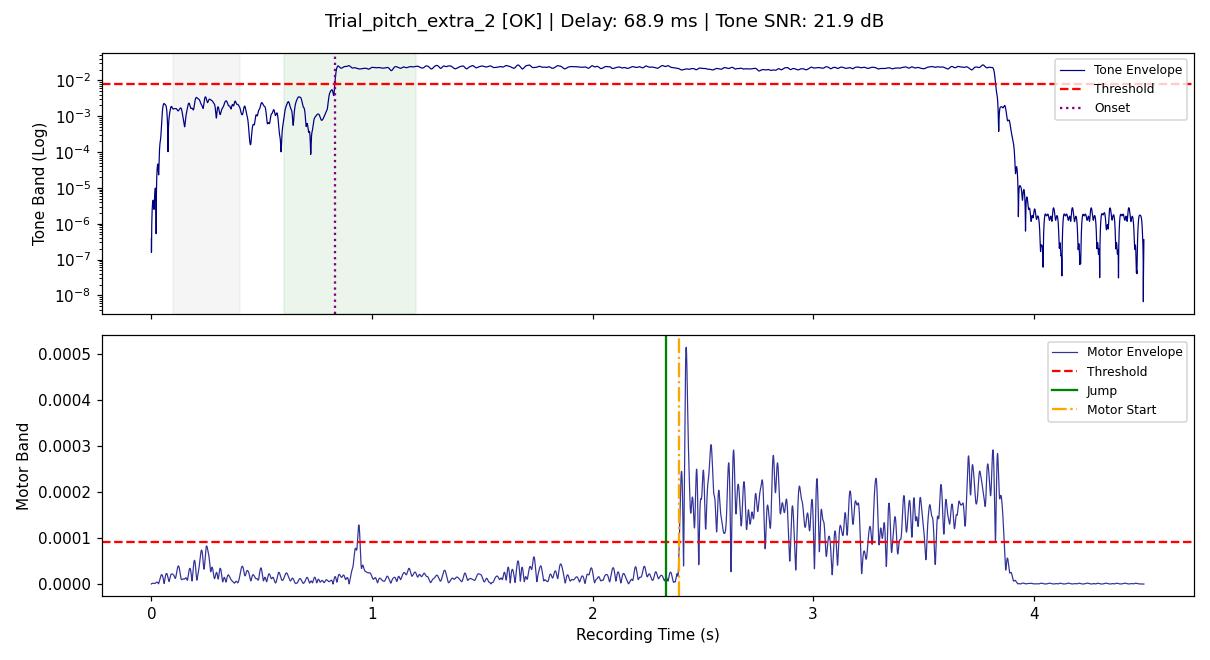 Trial_pitch_extra_2 [OK] | Delay: 68.9 ms | Tone SNR: 21.9 dB
Tone Band (Log)
10⁻²
10⁻³
10⁻⁴
10⁻⁵
10⁻⁶
10⁻⁷
10⁻⁸
Tone Envelope
Threshold
Onset
Motor Band
0.0005
0.0004
0.0003
0.0002
0.0001
0.0000
Motor Envelope
Threshold
Jump
Motor Start
0 1 2 3 4
Recording Time (s)